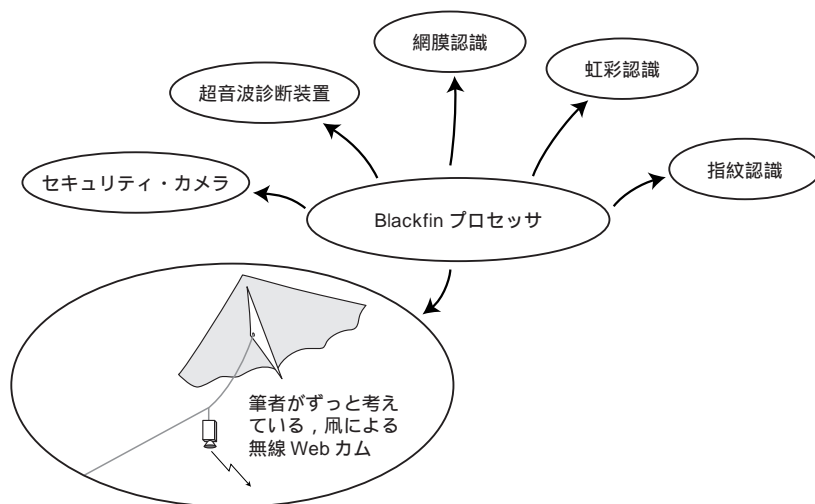 網膜認識
虹彩認識
超音波診断装置
指紋認識
セキュリティ・カメラ
Blackfin プロセッサ
筆者がずっと考え
ている，凧による
無線 Web カム